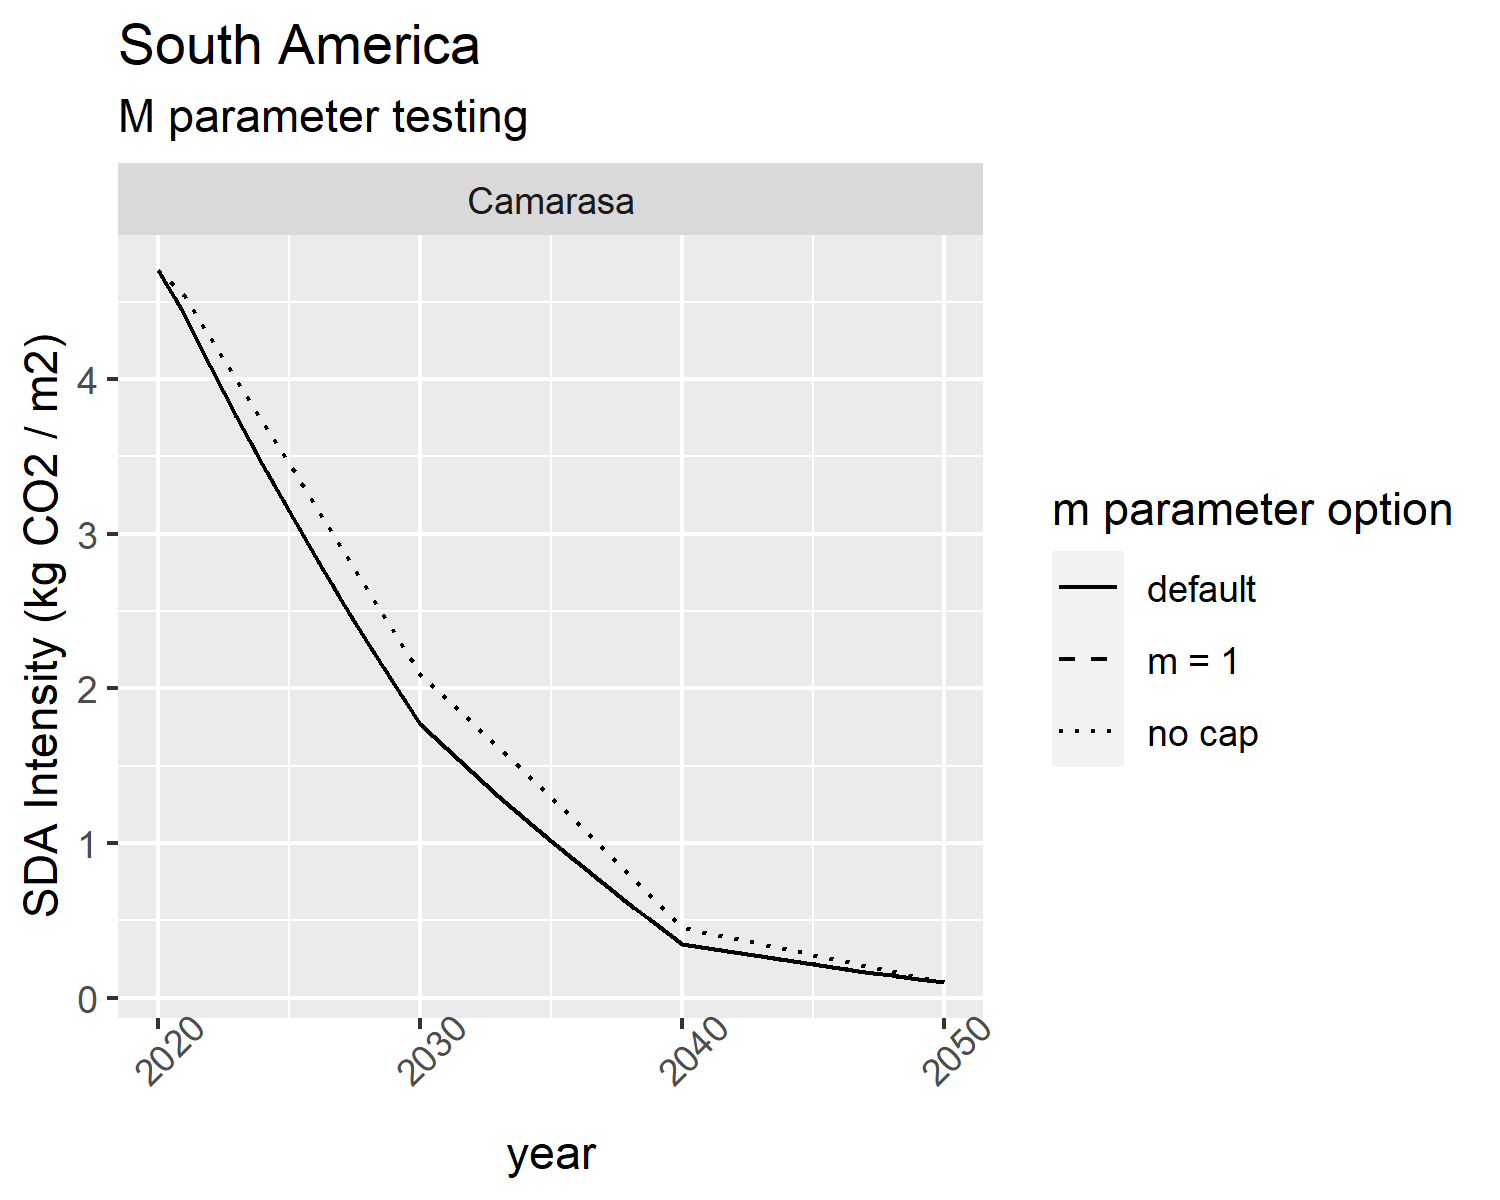 South America
M parameter testing
Camarasa
SDA Intensity (kg CO2 / m2)
4
3
2
1
0
2020
2030
2040
2050
year
m parameter option
default
m = 1
no cap